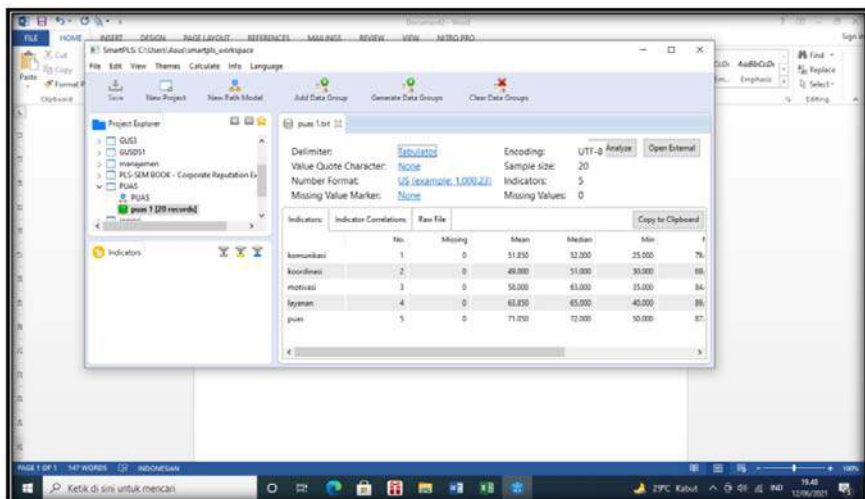 Document2 - Word
FILE HOME INSERT DESIGN PAGE LAYOUT REFERENCES MAILINGS REVIEW VIEW NITRO PRO Sign in
Cut
Copy
Paste
Clipboard
Find
Replace
Select
Editing
AaBbCcDc
Emphasis
SmartPLS: C:\Users\Asus\smartpls_workspace
File Edit View Themes Calculate Info Language
Save New Project New Path Model Add Data Group Generate Data Groups Clear Data Groups
Project Explorer
GUS3
GUSDS1
manajemen
PLS-SEM BOOK - Corporate Reputation Ex
PUAS
PUAS
puas 1 [20 records]
Indicators
puas 1.txt
Delimiter: Tabulator Encoding: UTF-8 Analyze Open External
Value Quote Character: None Sample size: 20
Number Format: US (example: 1,000.23) Indicators: 5
Missing Value Marker: None Missing Values: 0
Indicators: Indicator Correlations Raw File Copy to Clipboard
No. Missing Mean Median Min
komunikasi 1 0 51.850 52.000 25.000
koordinasi 2 0 49.000 51.000 30.000
motivasi 3 0 58.000 63.000 35.000
layanan 4 0 63.850 65.000 40.000
puas 5 0 71.050 72.000 50.000
PAGE 1 OF 1 147 WORDS INDONESIAN 100%
Ketik di sini untuk mencari
29°C Kabut IND 19.48
12/06/2021